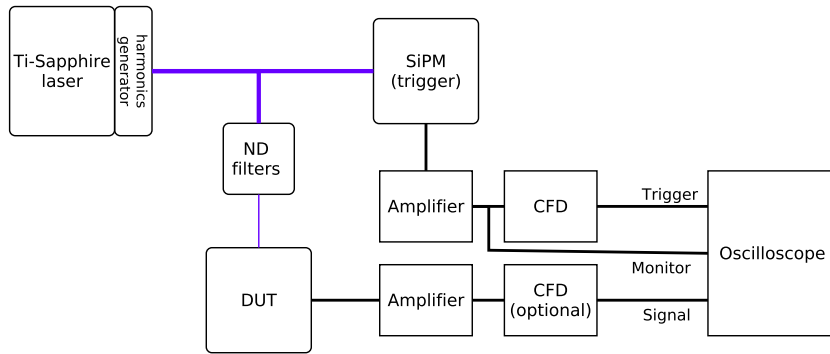 Ti-Sapphire
laser
harmonics
generator
SiPM
(trigger)
ND
filters
Amplifier
CFD
Trigger
Oscilloscope
Monitor
DUT
Amplifier
CFD
(optional)
Signal